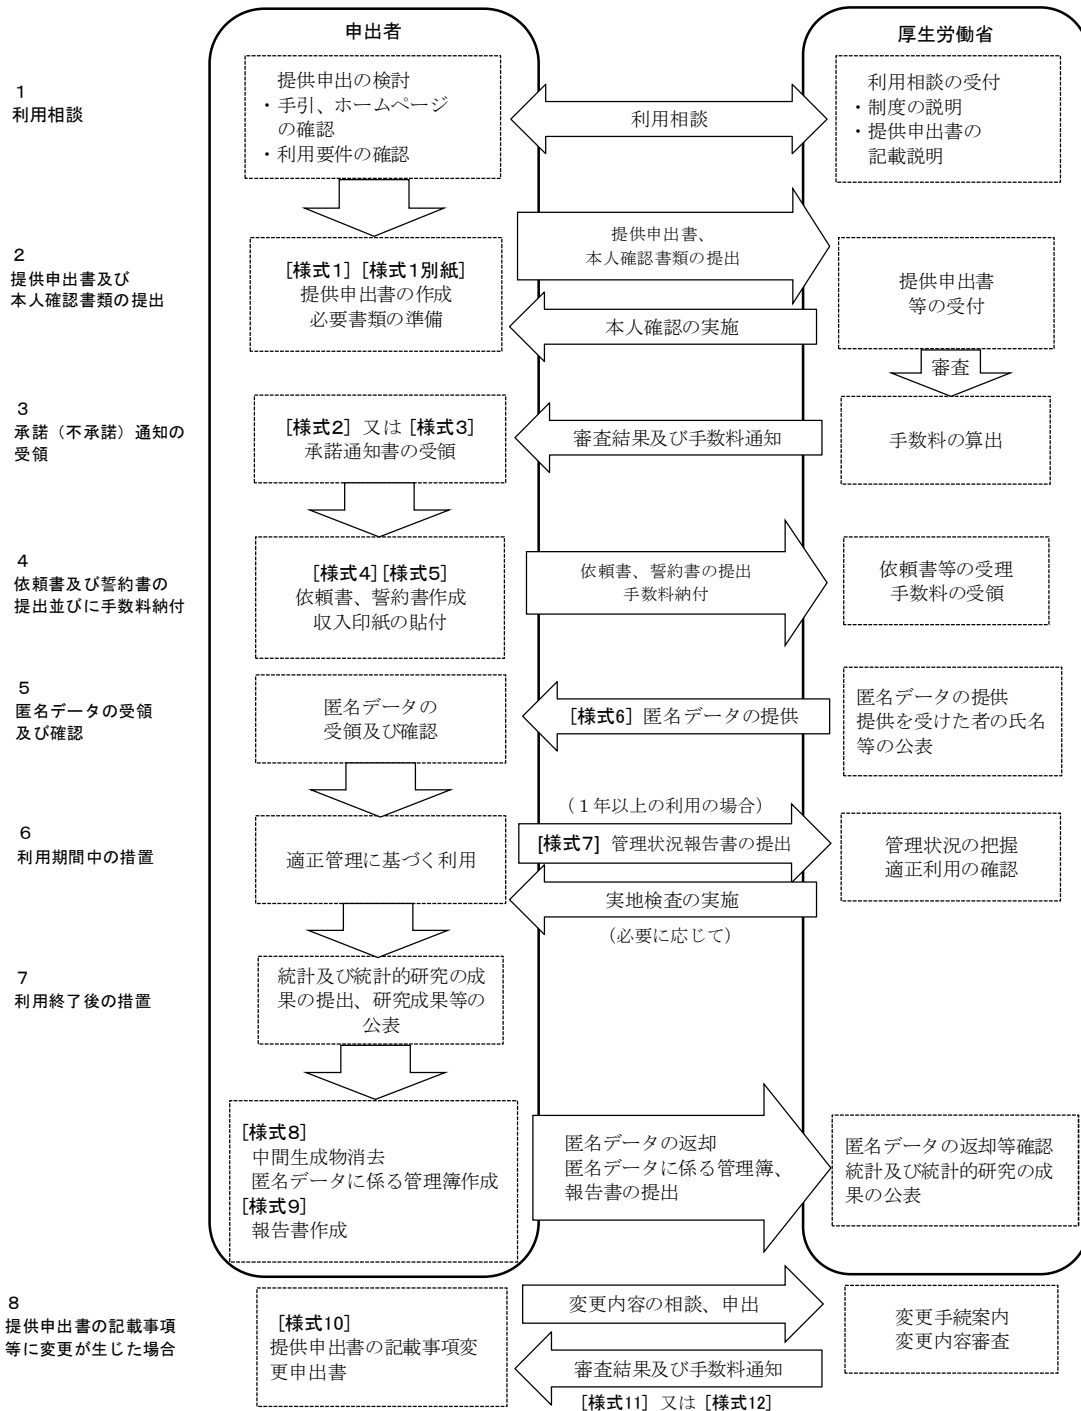 申出者
厚生労働省
１
利用相談
提供申出の検討
・手引、ホームページ
の確認
・利用要件の確認
利用相談
利用相談の受付
・制度の説明
・提供申出書の
記載説明
２
提供申出書及び
本人確認書類の提出
[様式１] [様式１別紙]
提供申出書の作成
必要書類の準備
提供申出書、
本人確認書類の提出
本人確認の実施
提供申出書
等の受付
審査
３
承諾（不承諾）通知の
受領
[様式２] 又は [様式３]
承諾通知書の受領
審査結果及び手数料通知
手数料の算出
４
依頼書及び誓約書の
提出並びに手数料納付
[様式４] [様式５]
依頼書、誓約書作成
収入印紙の貼付
依頼書、誓約書の提出
手数料納付
依頼書等の受理
手数料の受領
５
匿名データの受領
及び確認
匿名データの
受領及び確認
[様式6] 匿名データの提供
匿名データの提供
提供を受けた者の氏名
等の公表
６
利用期間中の措置
適正管理に基づく利用
（１年以上の利用の場合）
[様式７] 管理状況報告書の提出
実地検査の実施
（必要に応じて）
管理状況の把握
適正利用の確認
７
利用終了後の措置
統計及び統計的研究の成
果の提出、研究成果等の
公表
[様式８]
中間生成物消去
匿名データに係る管理簿作成
[様式９]
報告書作成
匿名データの返却
匿名データに係る管理簿、
報告書の提出
匿名データの返却等確認
統計及び統計的研究の成
果の公表
８
提供申出書の記載事項
等に変更が生じた場合
[様式10]
提供申出書の記載事項変
更申出書
変更内容の相談、申出
審査結果及び手数料通知
[様式11] 又は [様式12]
変更手続案内
変更内容審査